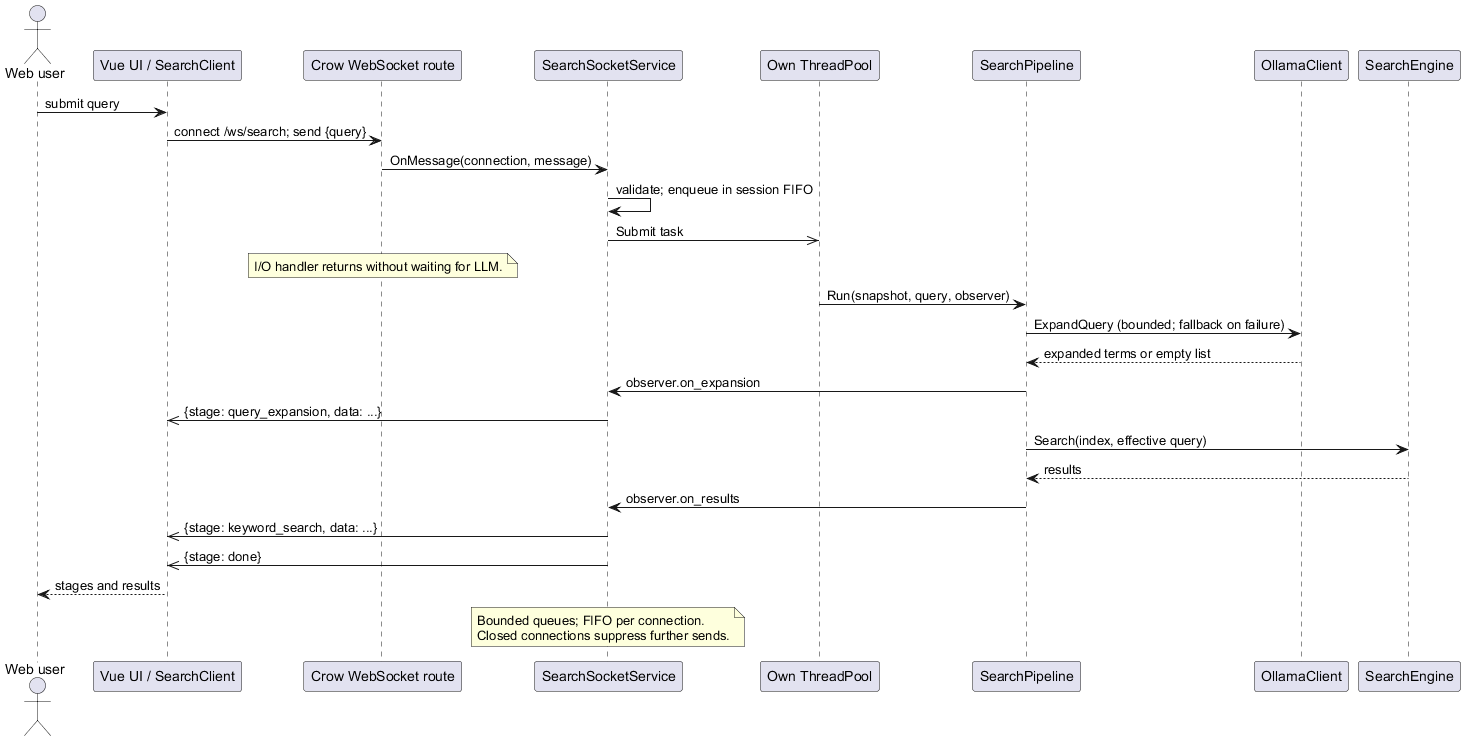 Web user
Vue UI / SearchClient
Crow WebSocket route
SearchSocketService
Own ThreadPool
SearchPipeline
OllamaClient
SearchEngine
submit query
connect /ws/search; send {query}
OnMessage(connection, message)
validate; enqueue in session FIFO
Submit task
I/O handler returns without waiting for LLM.
Run(snapshot, query, observer)
ExpandQuery (bounded; fallback on failure)
expanded terms or empty list
observer.on_expansion
{stage: query_expansion, data: ...}
Search(index, effective query)
results
observer.on_results
{stage: keyword_search, data: ...}
{stage: done}
stages and results
Bounded queues; FIFO per connection.
Closed connections suppress further sends.
Web user
Vue UI / SearchClient
Crow WebSocket route
SearchSocketService
Own ThreadPool
SearchPipeline
OllamaClient
SearchEngine